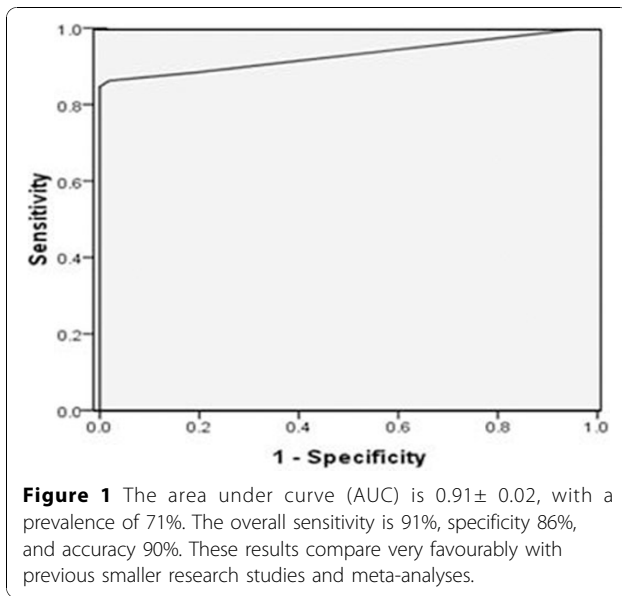 1.0
0.8
0.6
0.4
0.2
0.0
Sensitivity
0.0 0.2 0.4 0.6 0.8 1.0
1 - Specificity
Figure 1 The area under curve (AUC) is 0.91± 0.02, with a
prevalence of 71%. The overall sensitivity is 91%, specificity 86%,
and accuracy 90%. These results compare very favourably with
previous smaller research studies and meta-analyses.